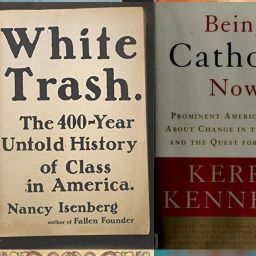 White
Trash.
The 400-Year
Untold History
of Class
in America.
Nancy Isenberg
author of Fallen Founder
Being
Catho
Now
PROMINENT AMERIC
ABOUT CHANGE IN T
AND THE QUEST FOR
KERR
KENNE